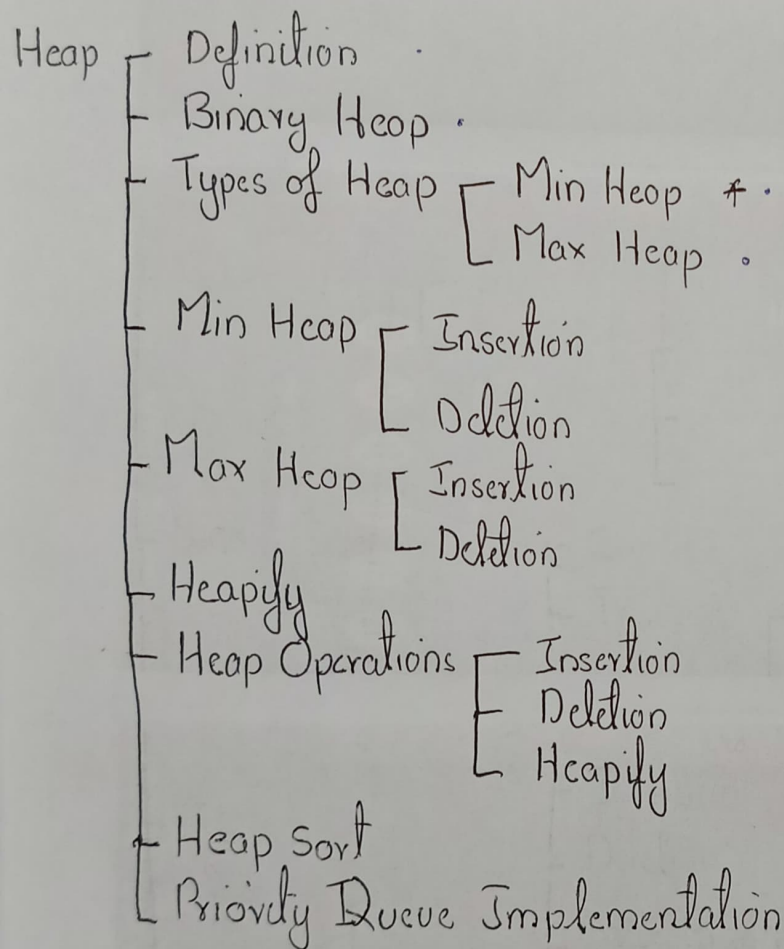 Heap Definition
Binary Heap
Types of Heap Min Heap *
Max Heap
Min Heap Insertion
Deletion
Max Heap Insertion
Deletion
Heapify
Heap Operations Insertion
Deletion
Heapify
Heap Sort
Priority Queue Implementation